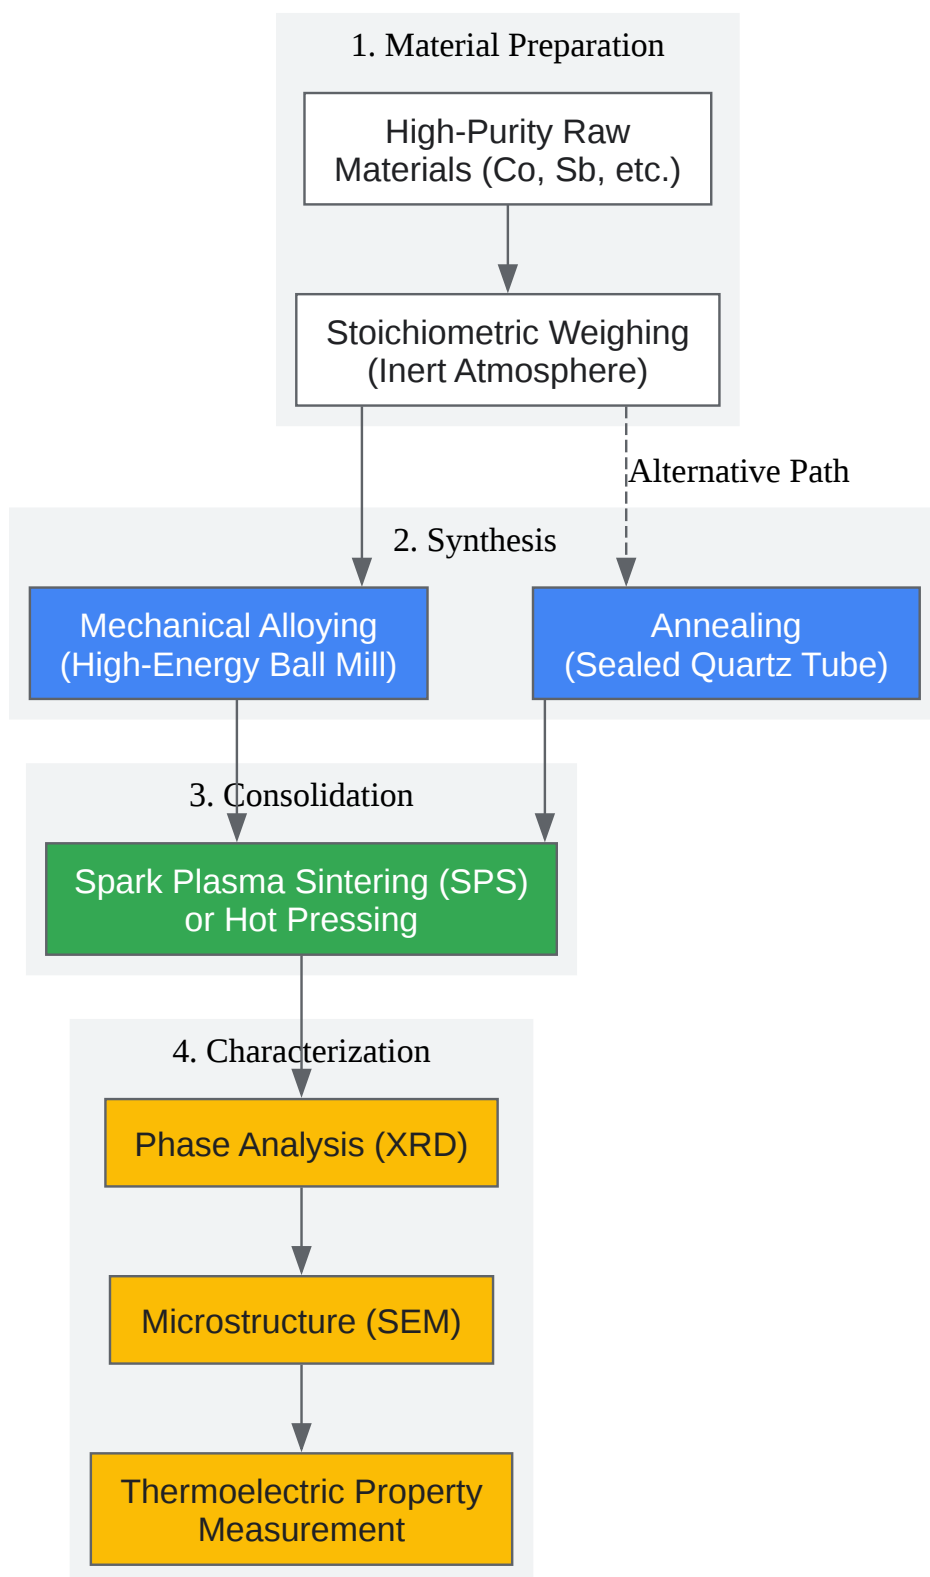 1. Material Preparation
High-Purity Raw
Materials (Co, Sb, etc.)
Stoichiometric Weighing
(Inert Atmosphere)
Alternative Path
2. Synthesis
Mechanical Alloying
(High-Energy Ball Mill)
Annealing
(Sealed Quartz Tube)
3. Consolidation
Spark Plasma Sintering (SPS)
or Hot Pressing
4. Characterization
Phase Analysis (XRD)
Microstructure (SEM)
Thermoelectric Property
Measurement